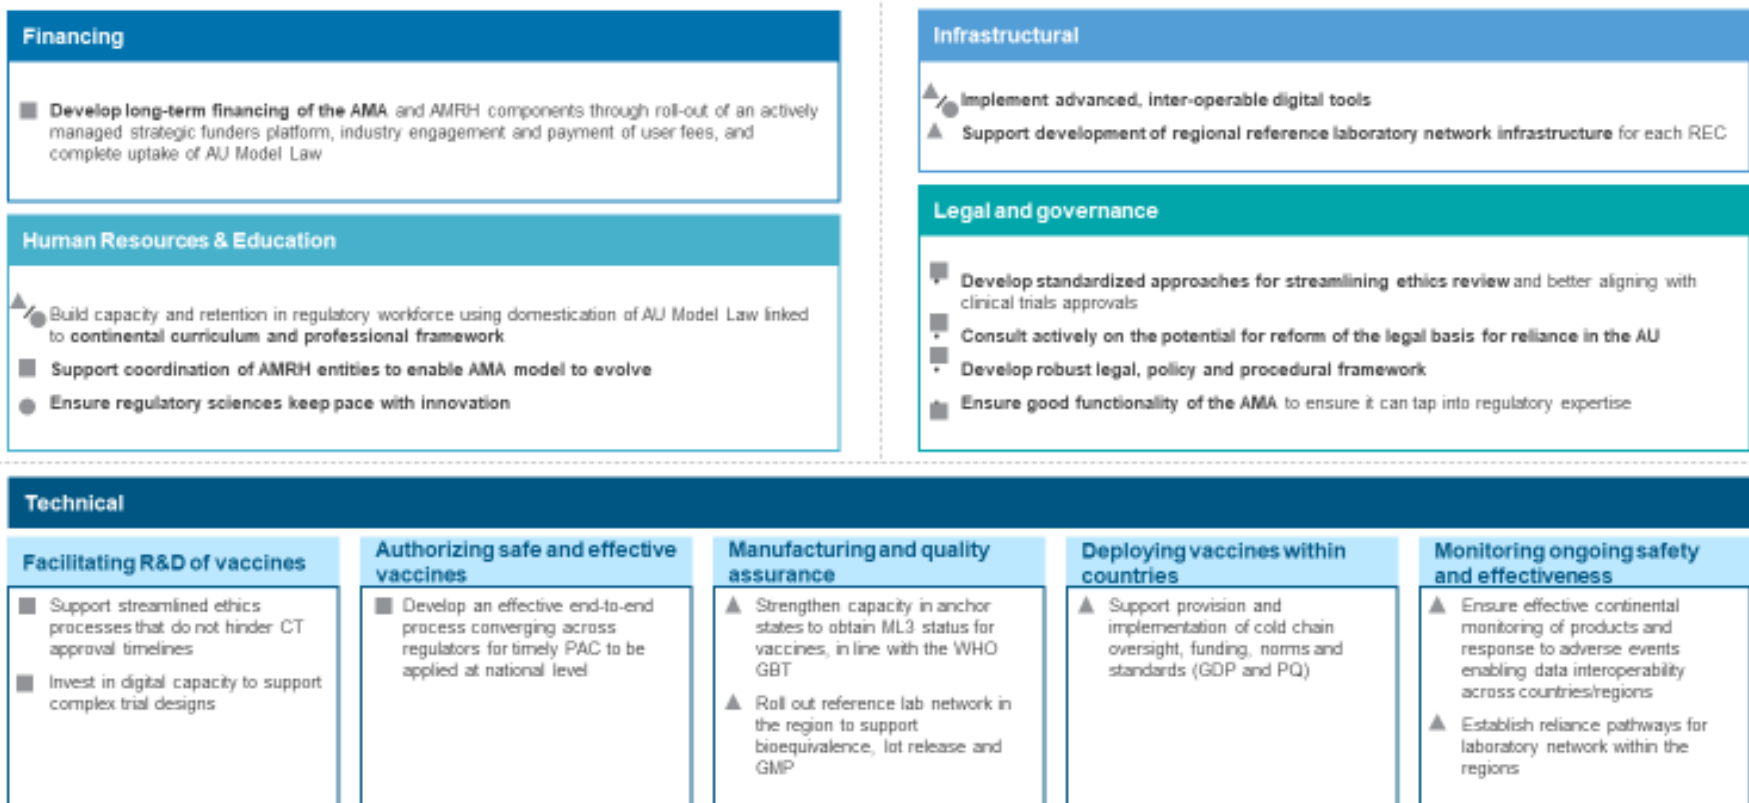 Financing
Develop long-term financing of the AMA and AMRH components through roll-out of an actively
managed strategic funders platform, industry engagement and payment of user fees, and
complete uptake of AU Model Law
Human Resources & Education
Build capacity and retention in regulatory workforce using domestication of AU Model Law linked
to continental curriculum and professional framework
Support coordination of AMRH entities to enable AMA model to evolve
Ensure regulatory sciences keep pace with innovation
Infrastructural
Implement advanced, inter-operable digital tools
Support development of regional reference laboratory network infrastructure for each REC
Legal and governance
Develop standardized approaches for streamlining ethics review and better aligning with
clinical trials approvals
Consult actively on the potential for reform of the legal basis for reliance in the AU
Develop robust legal, policy and procedural framework
Ensure good functionality of the AMA to ensure it can tap into regulatory expertise
Technical
Facilitating R&D of vaccines
Support streamlined ethics
processes that do not hinder CT
approval timelines
Invest in digital capacity to support
complex trial designs
Authorizing safe and effective
vaccines
Develop an effective end-to-end
process converging across
regulators for timely PAC to be
applied at national level
Manufacturing and quality
assurance
Strengthen capacity in anchor
states to obtain ML3 status for
vaccines, in line with the WHO
GBT
Roll out reference lab network in
the region to support
bioequivalence, lot release and
GMP
Deploying vaccines within
countries
Support provision and
implementation of cold chain
oversight, funding, norms and
standards (GDP and PQ)
Monitoring ongoing safety
and effectiveness
Ensure effective continental
monitoring of products and
response to adverse events
enabling data interoperability
across countries/regions
Establish reliance pathways for
laboratory network within the
regions